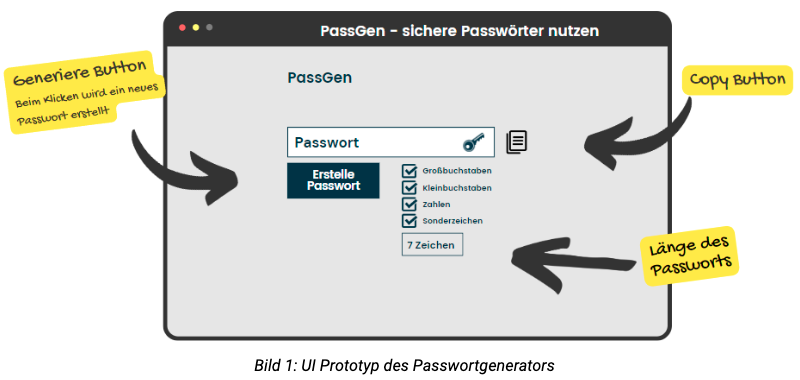 PassGen - sichere Passwörter nutzen
Generiere Button
Beim Klicken wird ein neues
Passwort erstellt
PassGen
Copy Button
Passwort
Erstelle
Passwort
Großbuchstaben
Kleinbuchstaben
Zahlen
Sonderzeichen
7 Zeichen
Länge des
Passworts
Bild 1: UI Prototyp des Passwortgenerators